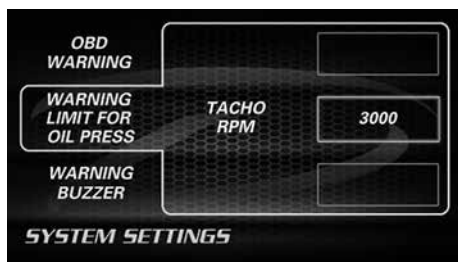 OBD
WARNING
WARNING
LIMIT FOR
OIL PRESS
TACHO
RPM
3000
WARNING
BUZZER
SYSTEM SETTINGS